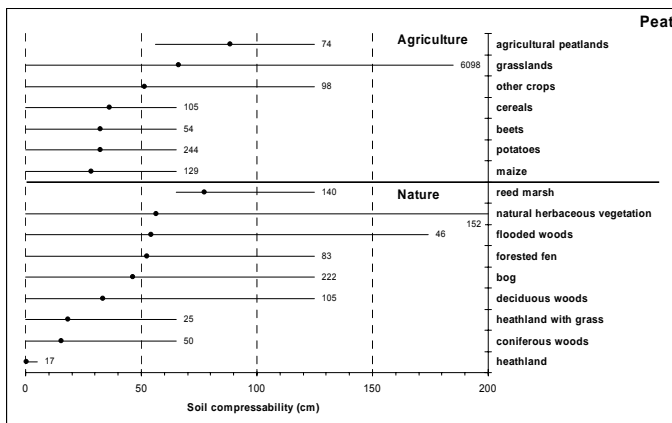 Peat
Agriculture
74 agricultural peatlands
6098 grasslands
98 other crops
105 cereals
54 beets
244 potatoes
129 maize
Nature
140 reed marsh
natural herbaceous vegetation
152
46 flooded woods
83 forested fen
222 bog
105 deciduous woods
25 heathland with grass
50 coniferous woods
17 heathland
0 50 100 150 200
Soil compressability (cm)